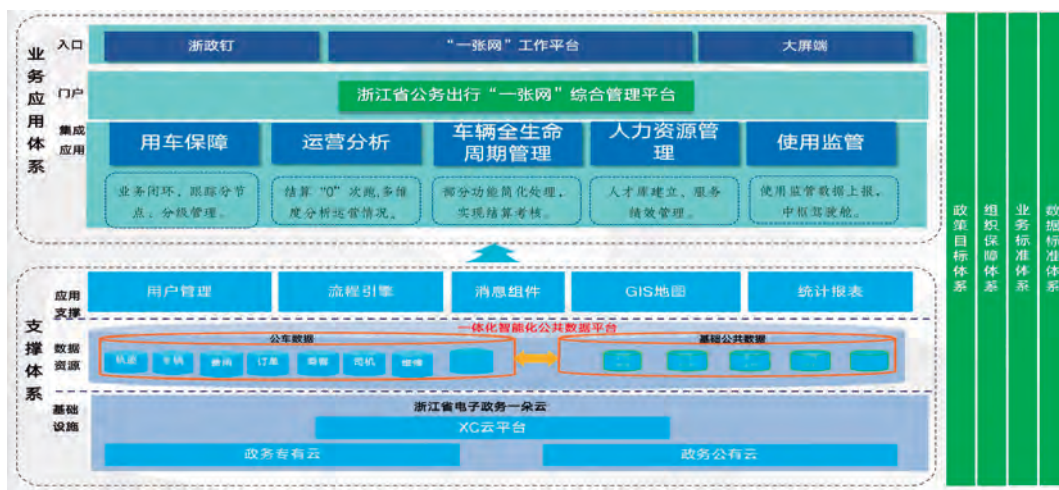 业务应用体系
入口
浙政钉
“一张网”工作平台
大屏端
门户
浙江省公务出行“一张网”综合管理平台
集成
应用
用车保障
运营分析
车辆全生命
周期管理
人力资源管
理
使用监管
业务闭环、跟踪分节
点、分级管理。
结算“0”次跑,多维
度分析运营情况。
部分功能简化处理,
实现结算考核。
人才库建立、服务
绩效管理。
使用监管数据上报,
中枢驾驶舱。
支撑体系
应用
支撑
用户管理
流程引擎
消息组件
GIS地图
统计报表
数据
资源
一体化智能化公共数据平台
公车数据
轨迹
车辆
费用
订单
司机
维修
基础公共数据
基础
设施
浙江省电子政务一朵云
XC云平台
政务专有云
政务公有云
政策目标体系
组织保障体系
业务标准体系
数据标准体系